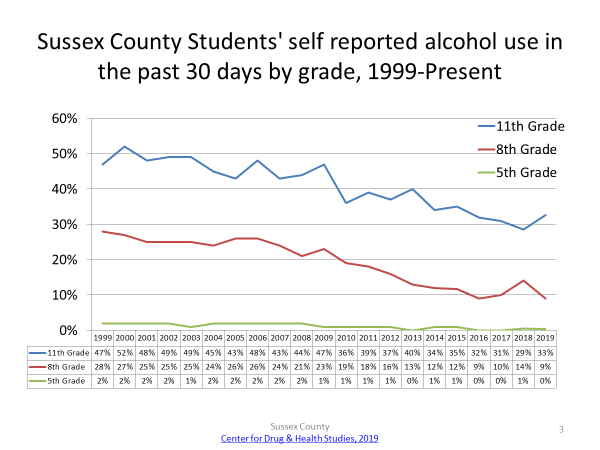 Sussex County Students' self reported alcohol use in
the past 30 days by grade, 1999-Present
60%
50%
40%
30%
20%
10%
0%
11th Grade
8th Grade
5th Grade
1999 2000 2001 2002 2003 2004 2005 2006 2007 2008 2009 2010 2011 2012 2013 2014 2015 2016 2017 2018 2019
11th Grade 47% 52% 48% 49% 49% 45% 43% 48% 43% 44% 47% 36% 39% 37% 40% 34% 35% 32% 31% 29% 33%
8th Grade 28% 27% 25% 25% 25% 24% 26% 26% 24% 21% 23% 19% 18% 16% 13% 12% 12% 9% 10% 14% 9%
5th Grade 2% 2% 2% 2% 1% 2% 2% 2% 2% 2% 1% 1% 1% 1% 0% 1% 1% 0% 0% 1% 0%
Sussex County
Center for Drug & Health Studies, 2019
3